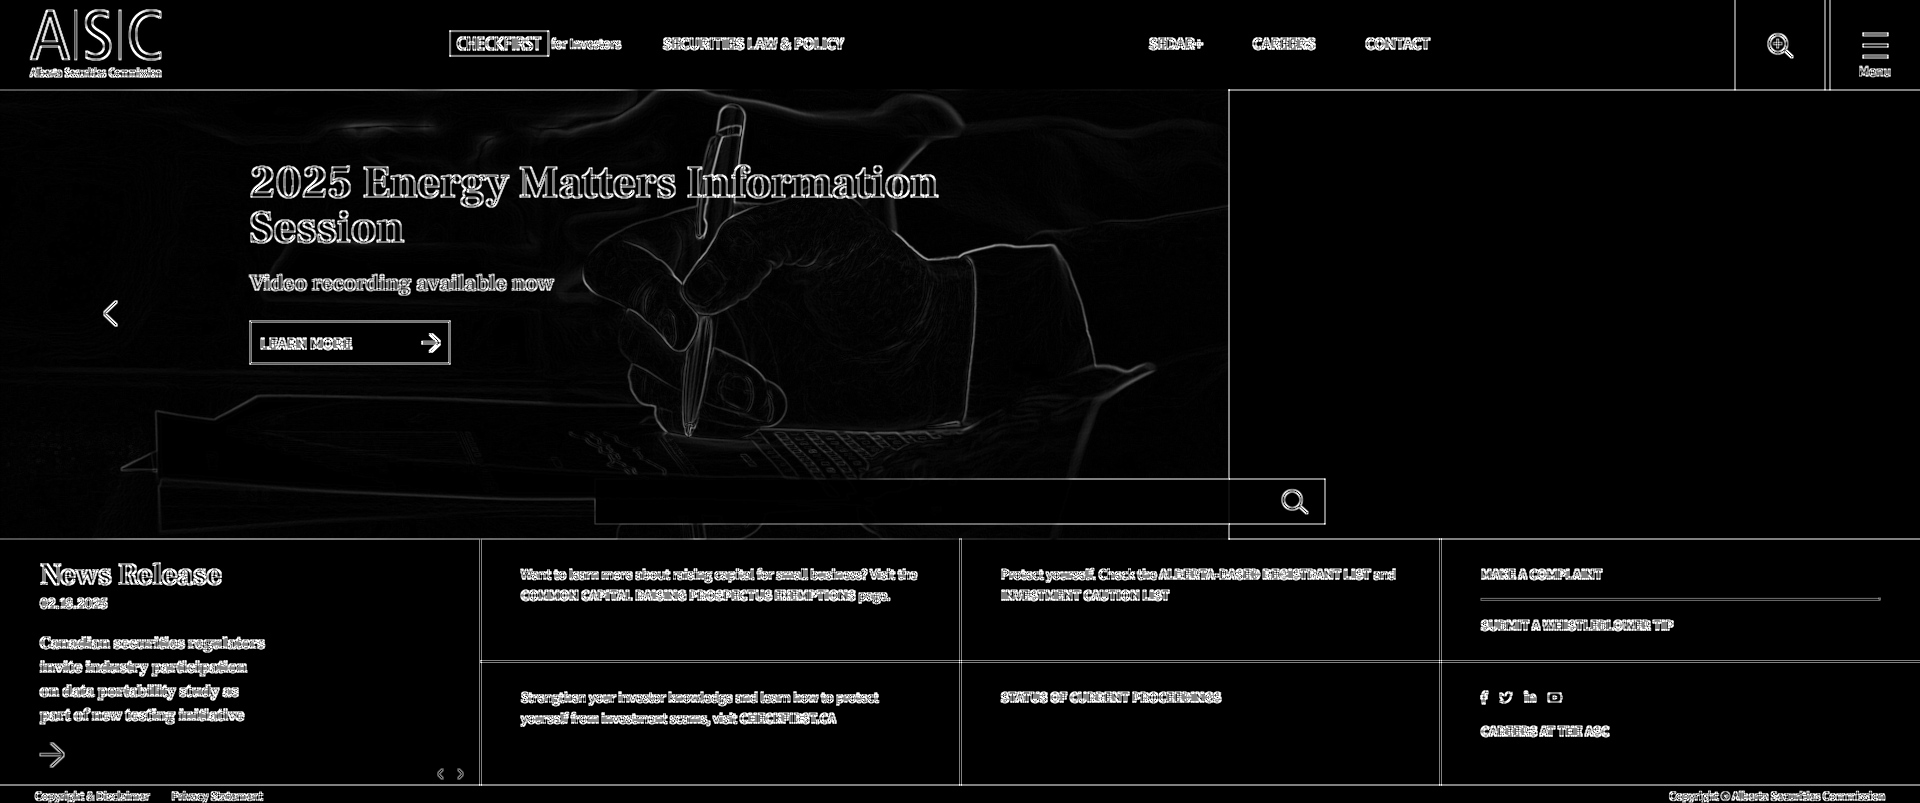 ASC
Alberta Securities Commission
CHECKFIRST for Investors
SECURITIES LAW & POLICY
SEDAR+
CAREERS
CONTACT
Menu
2025 Energy Matters Information
Session
Video recording available now
LEARN MORE
News Release
02.18.2025
Canadian securities regulators
invite industry participation
on data portability study as
part of new testing initiative
Want to learn more about raising capital for small business? Visit the
COMMON CAPITAL RAISING PROSPECTUS EXEMPTIONS page.
Protect yourself. Check the ALBERTA-BASED REGISTRANT LIST and
INVESTMENT CAUTION LIST
MAKE A COMPLAINT
SUBMIT A WHISTLEBLOWER TIP
Strengthen your investor knowledge and learn how to protect
yourself from investment scams, visit CHECKFIRST.CA
STATUS OF CURRENT PROCEEDINGS
CAREERS AT THE ASC
Copyright & Disclaimer
Privacy Statement
Copyright © Alberta Securities Commission